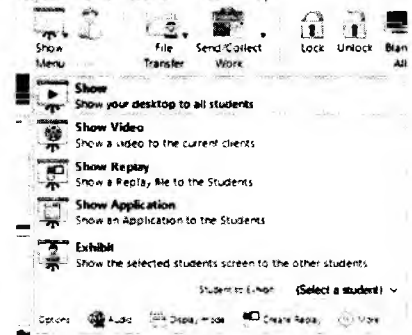 Show File Send/Collect Lock Unlock Blan
Menu Transfer Work All
Show
Show your desktop to all students
Show Video
Show a video to the current clients
Show Replay
Show a Replay file to the Students
Show Application
Show an Application to the Students
Exhibit
Show the selected students screen to the other students
Student to Exhibit (Select a student)
Options Audio Display mode Create Replay More